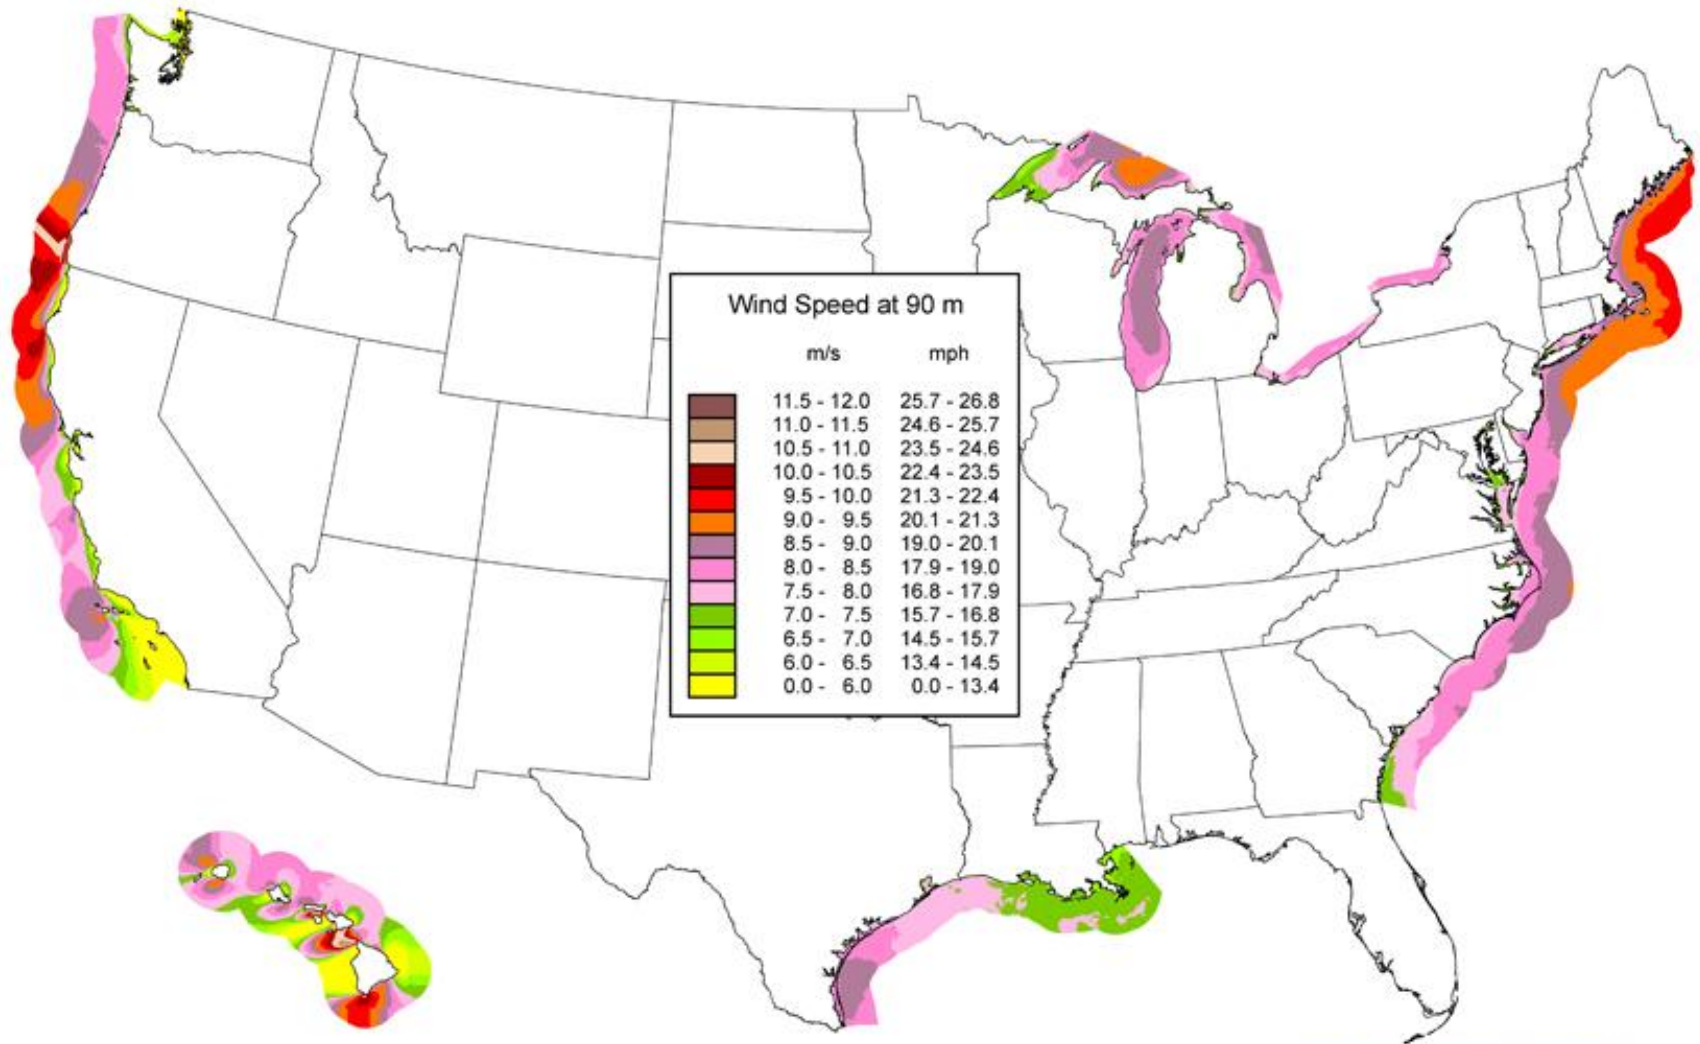 Wind Speed at 90 m
m/s mph
11.5 - 12.0 25.7 - 26.8
11.0 - 11.5 24.6 - 25.7
10.5 - 11.0 23.5 - 24.6
10.0 - 10.5 22.4 - 23.5
9.5 - 10.0 21.3 - 22.4
9.0 - 9.5 20.1 - 21.3
8.5 - 9.0 19.0 - 20.1
8.0 - 8.5 17.9 - 19.0
7.5 - 8.0 16.8 - 17.9
7.0 - 7.5 15.7 - 16.8
6.5 - 7.0 14.5 - 15.7
6.0 - 6.5 13.4 - 14.5
0.0 - 6.0 0.0 - 13.4